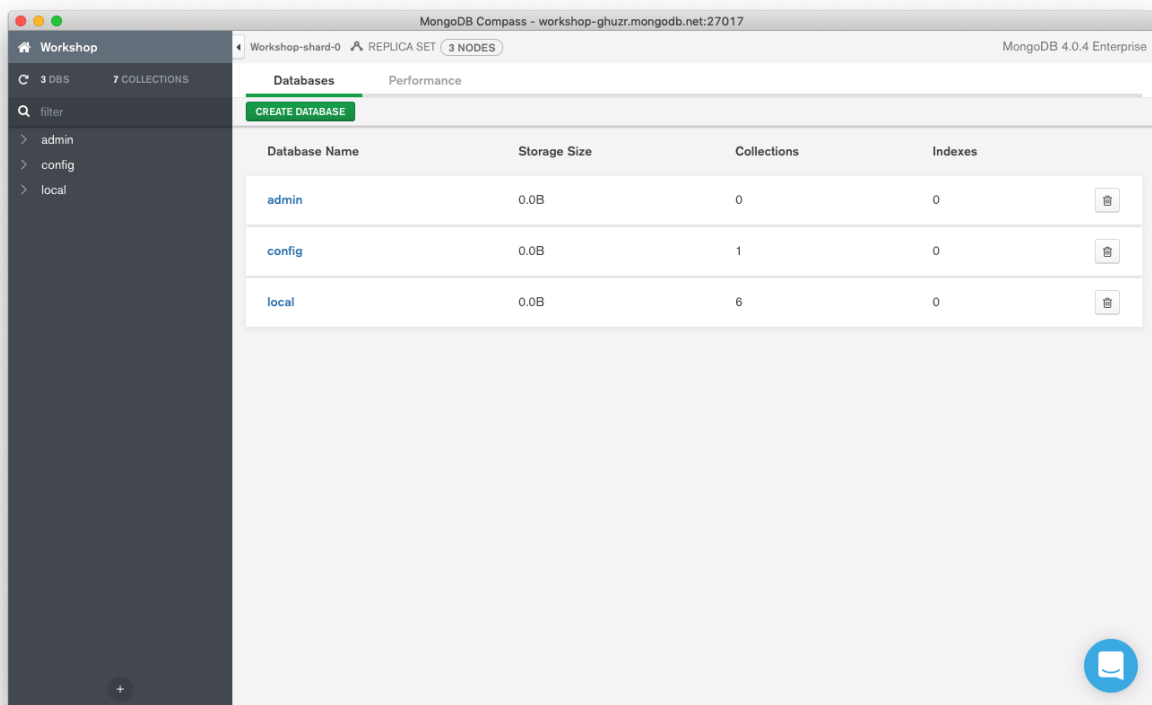 MongoDB Compass - workshop-ghuzr.mongodb.net:27017
Workshop
Workshop-shard-0 REPLICA SET 3 NODES
MongoDB 4.0.4 Enterprise
3 DBS 7 COLLECTIONS
filter
admin
config
local
Databases Performance
CREATE DATABASE
Database Name Storage Size Collections Indexes
admin 0.0B 0 0
config 0.0B 1 0
local 0.0B 6 0